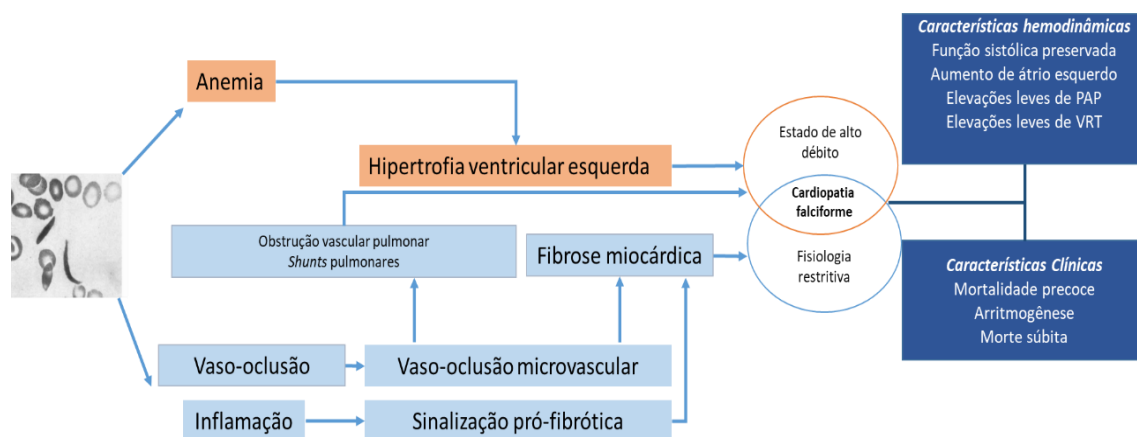 Anemia
Hipertrofia ventricular esquerda
Obstrução vascular pulmonar
Shunts pulmonares
Fibrose miocárdica
Vaso-oclusão
Vaso-oclusão microvascular
Inflamação
Sinalização pró-fibrótica
Estado de alto
débito
Cardiopatia
falciforme
Fisiologia
restritiva
Características hemodinâmicas
Função sistólica preservada
Aumento de átrio esquerdo
Elevações leves de PAP
Elevações leves de VRT
Características Clínicas
Mortalidade precoce
Arritmogênese
Morte súbita